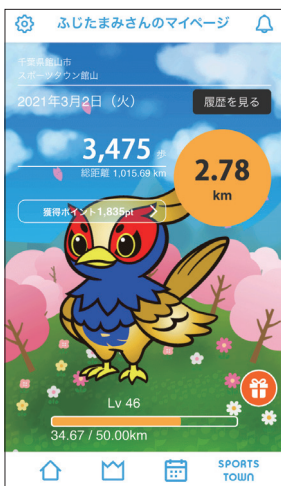 ふじたまみさんのマイページ
千葉県館山市
スポーツタウン館山
2021年3月2日（火）
履歴を見る
3,475 歩
総距離 1,015.69 km
2.78
km
獲得ポイント1,835pt
Lv 46
34.67 / 50.00km
SPORTS
TOWN